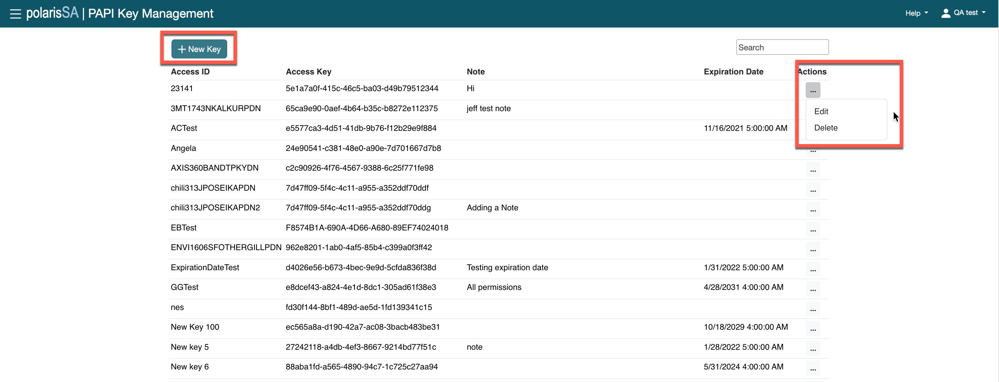 polarisSA | PAPI Key Management Help QA test
+ New Key Search
Access ID Access Key Note Expiration Date Actions
23141 5e1a7a0f-415c-46c5-ba03-d49b79512344 Hi ...
3MT1743NKALKURPDN 65ca9e90-0aef-4b64-b35c-b8272e112375 jeff test note Edit
ACTest e5577ca3-4d51-41db-9b76-f12b29e9f884 11/16/2021 5:00:00 AM Delete
Angela 24e90541-c381-48e0-a90e-7d701667d7b8 ...
AXIS360BANDTPKYDN c2c90926-4f76-4567-9388-6c25f771fe98 ...
chili313JPOSEIKAPDN 7d47ff09-5f4c-4c11-a955-a352ddf70ddf ...
chili313JPOSEIKAPDN2 7d47ff09-5f4c-4c11-a955-a352ddf70ddg Adding a Note ...
EBTest F8574B1A-690A-4D66-A680-89EF74024018 ...
ENVI1606SFOTHERGILLPDN 962e8201-1ab0-4af5-85b4-c399a0f3ff42 ...
ExpirationDateTest d4026e56-b673-4bec-9e9d-5cfda836f38d Testing expiration date 1/31/2022 5:00:00 AM ...
GGTest e8dcef43-a824-4e1d-8dc1-305ad61f38e3 All permissions 4/28/2031 4:00:00 AM ...
nes fd30f144-8bf1-489d-ae5d-1fd139341c15 ...
New Key 100 ec565a8a-d190-42a7-ac08-3bacb483be31 10/18/2029 4:00:00 AM ...
New key 5 27242118-a4db-4ef3-8667-9214bd77f51c note 1/28/2022 5:00:00 AM ...
New key 6 88aba1fd-a565-4890-94c7-1c725c27aa94 5/31/2024 4:00:00 AM ...